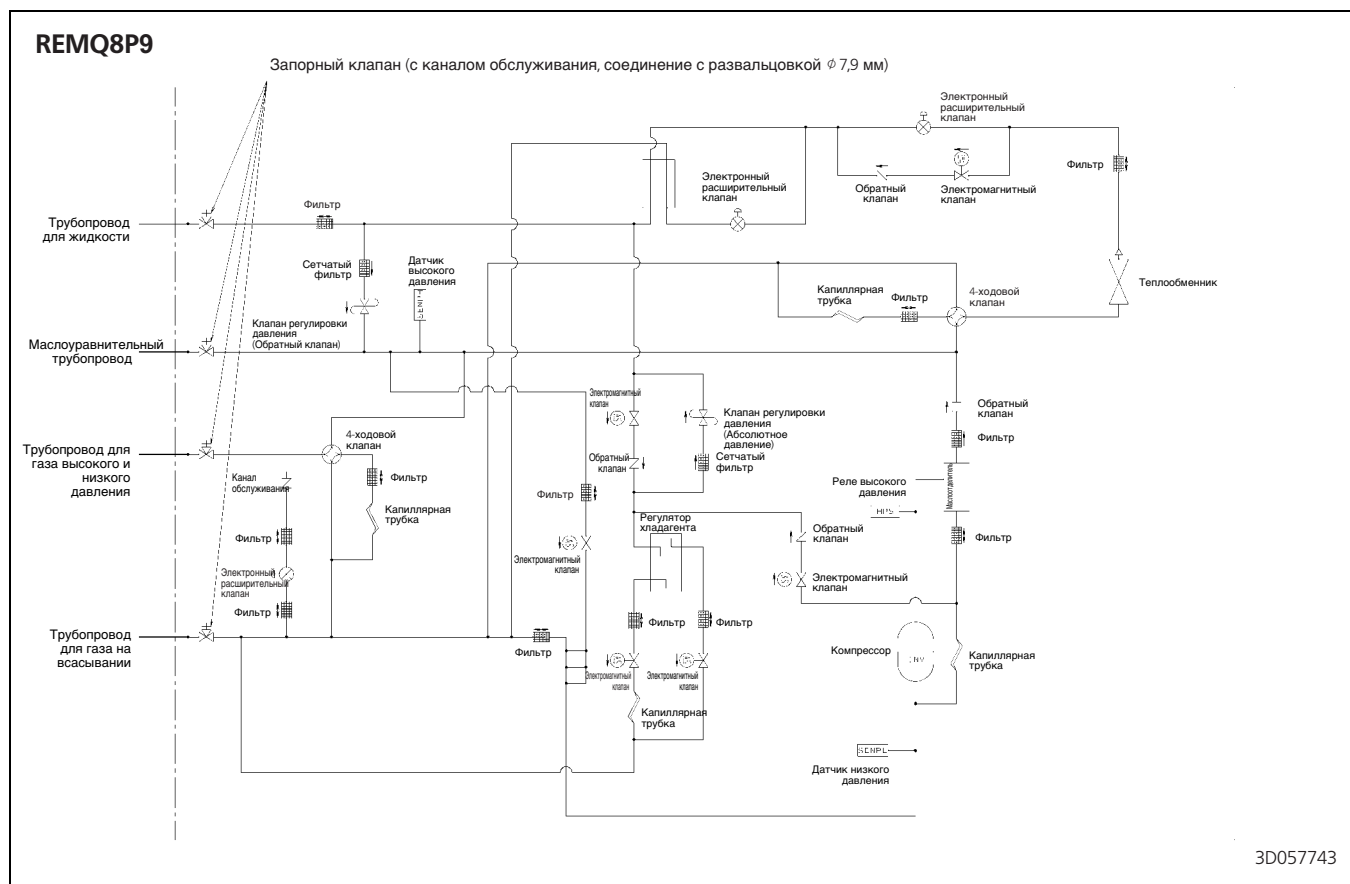 REMQ8P9
Запорный клапан (с каналом обслуживания, соединение с развальцовкой ϕ 7,9 мм)
Электронный
расширительный
клапан
Фильтр
Обратный
клапан
Электромагнитный
клапан
Электронный
расширительный
клапан
Фильтр
Трубопровод
для жидкости
Сетчатый
фильтр
Датчик
высокого
давления
SENPH
Капиллярная
трубка
Фильтр
4-ходовой
клапан
Теплообменник
Клапан регулировки
давления
(Обратный клапан)
Маслоуравнительный
трубопровод
Электромагнитный
клапан
Клапан регулировки
давления
(Абсолютное
давление)
Обратный
клапан
Фильтр
4-ходовой
клапан
Трубопровод для
газа высокого и
низкого
давления
Обратный
клапан
Сетчатый
фильтр
Канал
обслуживания
Фильтр
Фильтр
Реле высокого
давления
HPS
Маслоотделитель
Капиллярная
трубка
Регулятор
хладагента
Обратный
клапан
Фильтр
Фильтр
Электромагнитный
клапан
Электронный
расширительный
клапан
Электромагнитный
клапан
Фильтр
Фильтр
Фильтр
Трубопровод
для газа на
всасывании
Фильтр
Компрессор
INV
Капиллярная
трубка
Электромагнитный
клапан
Электромагнитный
клапан
Капиллярная
трубка
SENPL
Датчик низкого
давления
3D057743